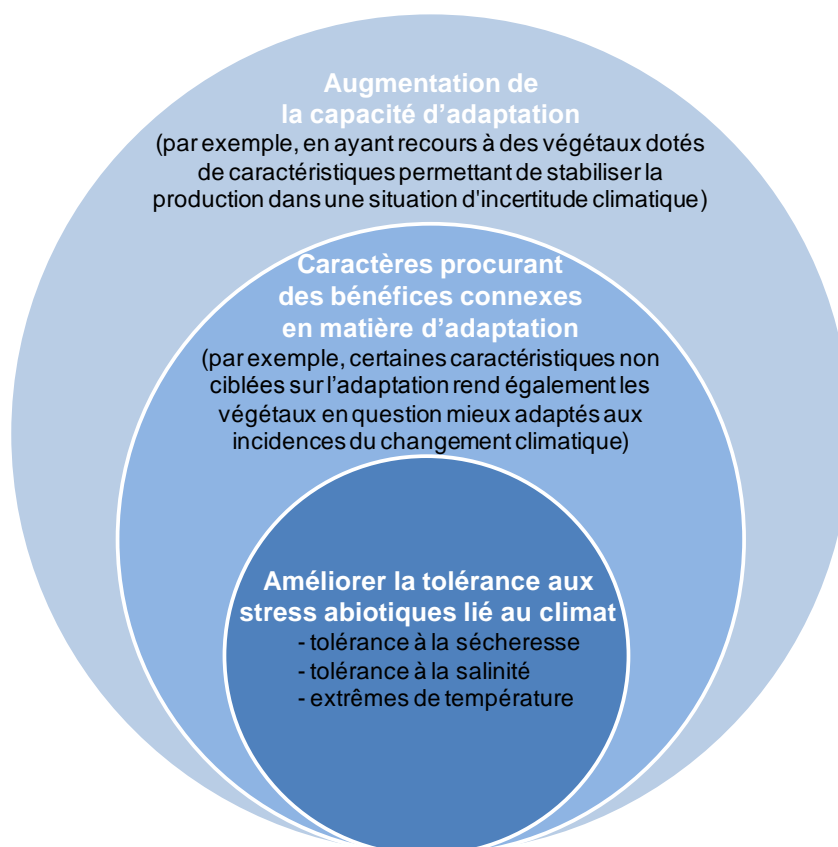 Augmentation de
la capacité d’adaptation
(par exemple, en ayant recours à des végétaux dotés
de caractéristiques permettant de stabiliser la
production dans une situation d'incertitude climatique)
Caractères procurant
des bénéfices connexes
en matière d’adaptation
(par exemple, certaines caractéristiques non
ciblées sur l’adaptation rend également les
végétaux en question mieux adaptés aux
incidences du changement climatique)
Améliorer la tolérance aux
stress abiotiques lié au climat
- tolérance à la sécheresse
- tolérance à la salinité
- extrêmes de température